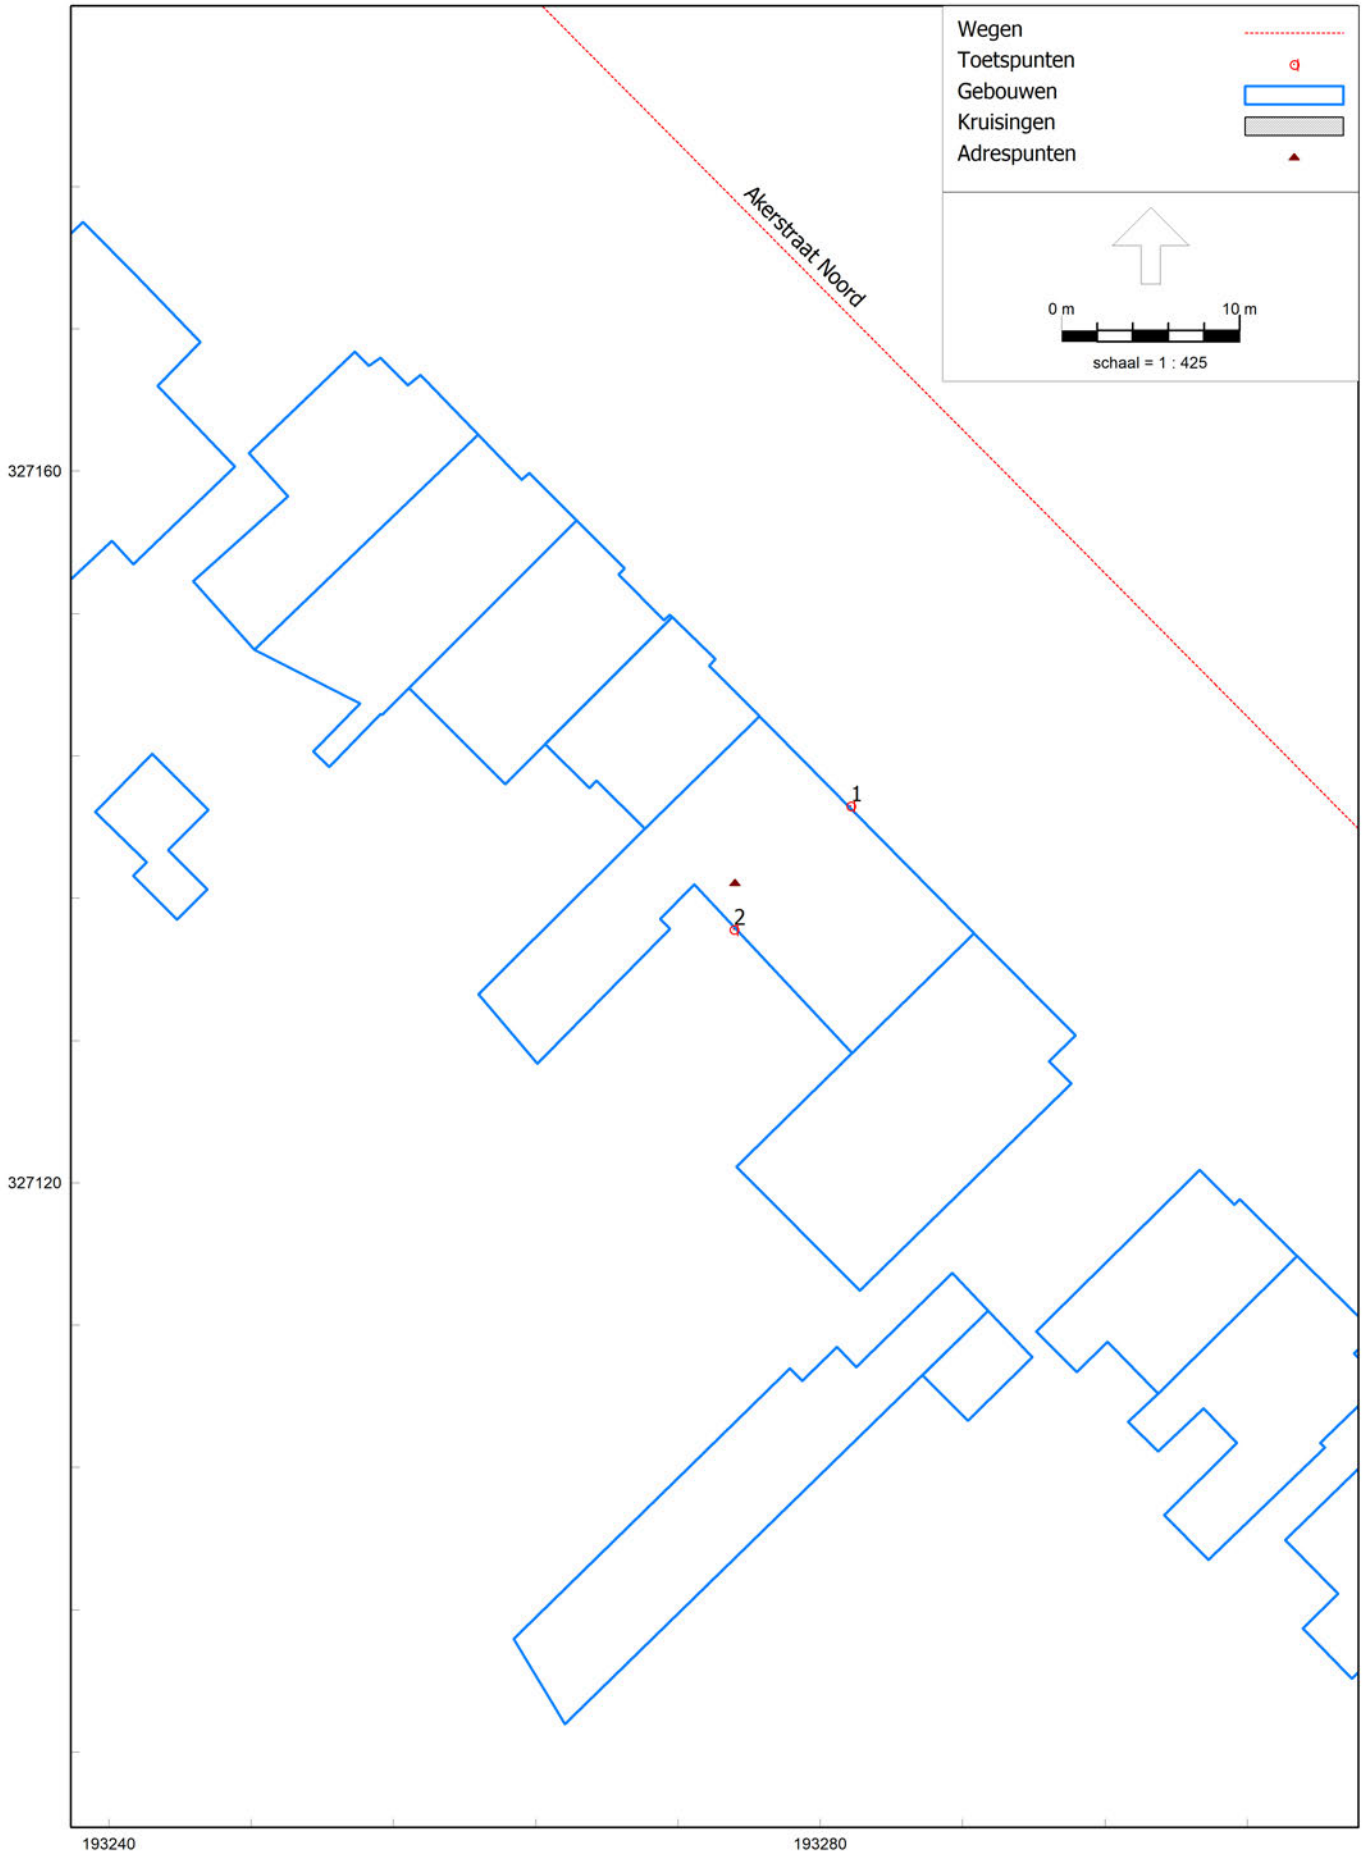 Wegen
Toetspunten
Gebouwen
Kruisingen
Adrespunten
0 m 10 m
schaal = 1 : 425
Akerstraat Noord
327160
1
2
327120
193240 193280